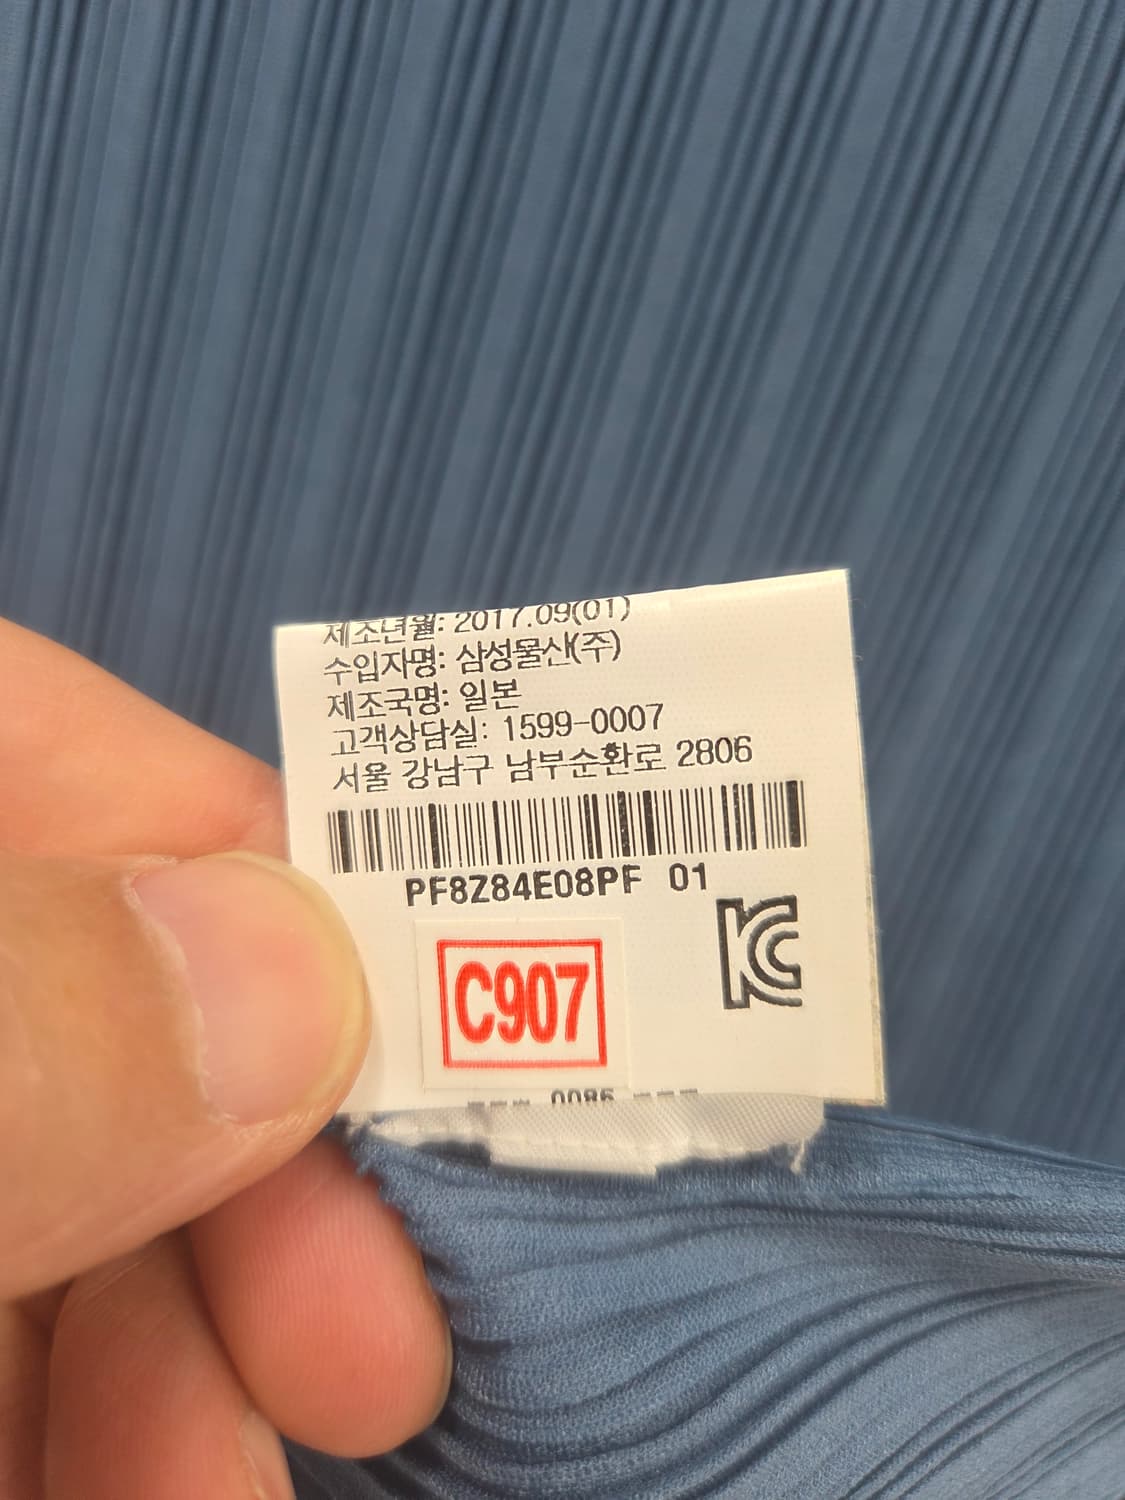 제조년월: 2017.09(01)
수입자명: 삼성물산(주)
제조국명: 일본
고객상담실: 1599-0007
서울 강남구 남부순환로 2806
PF8Z84E08PF 01
KC
C907
0086